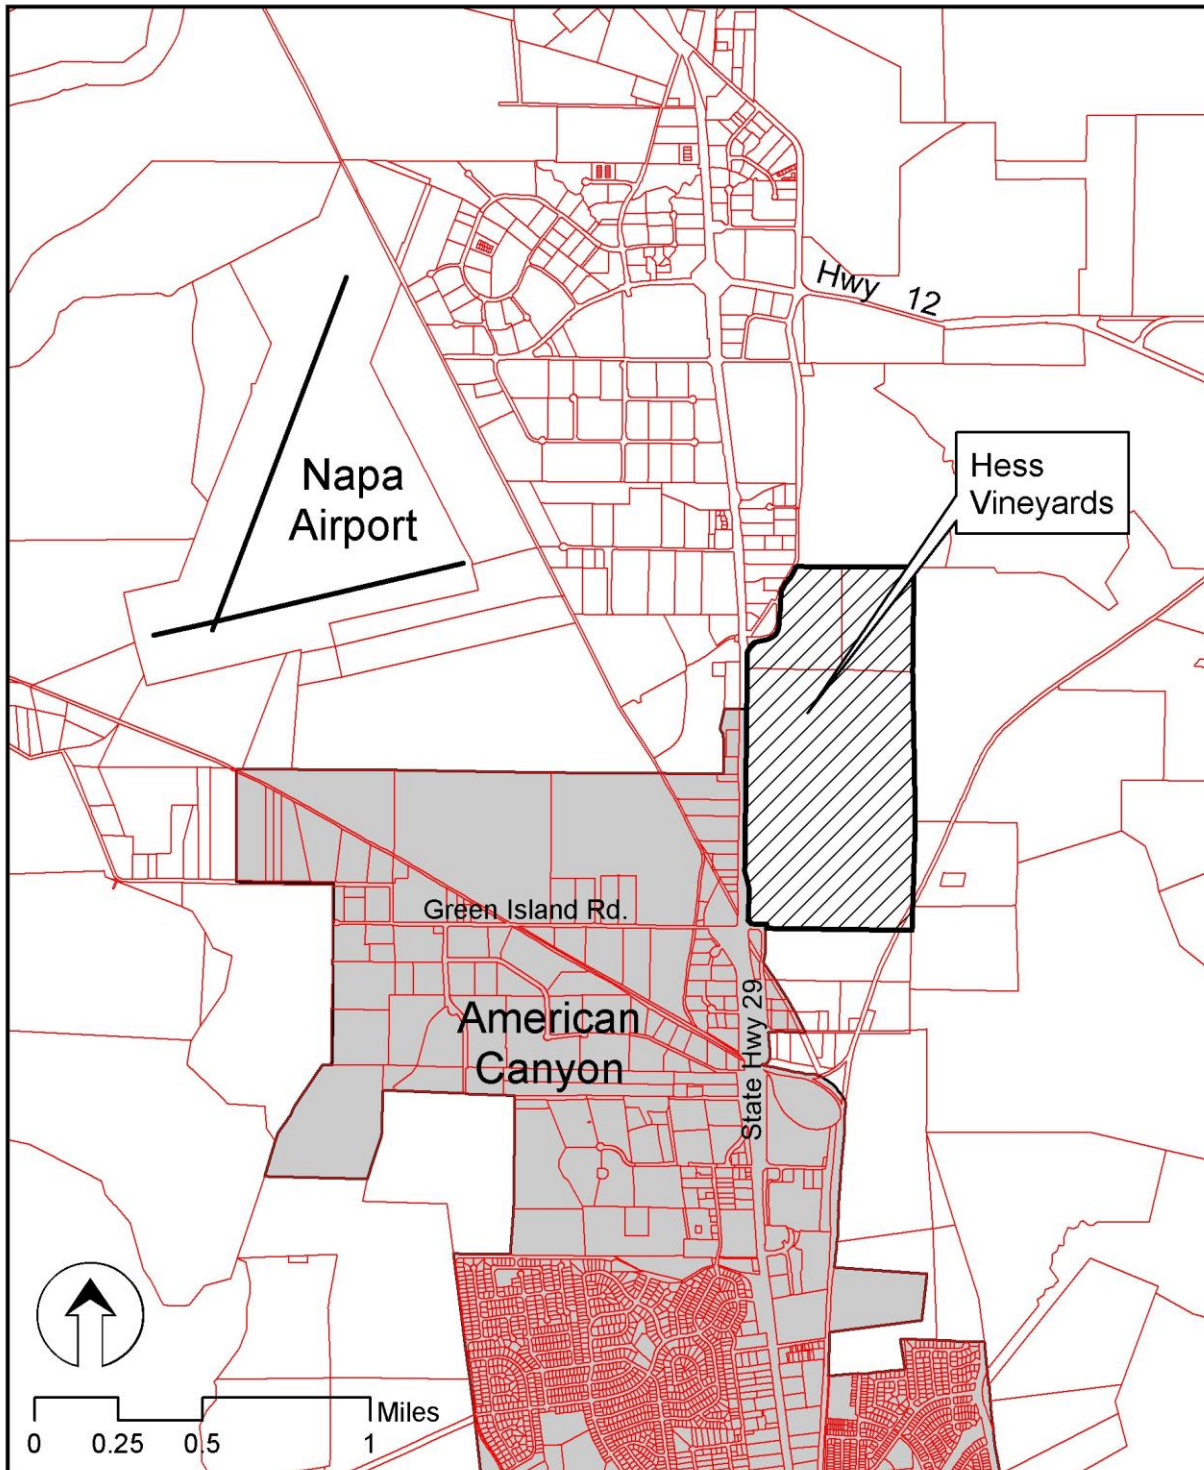 Hwy 12
Hess
Vineyards
Napa
Airport
Green Island Rd.
American
Canyon
State Hwy 29
Miles
0 0.25 0.5 1